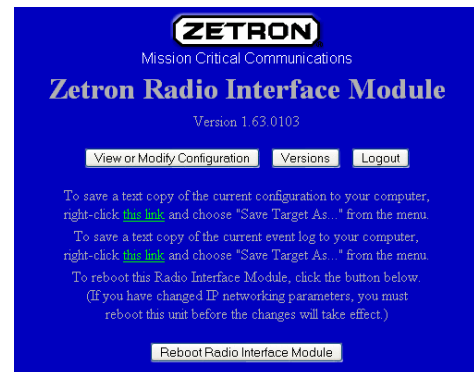 ZETRON
Mission Critical Communications
Zetron Radio Interface Module
Version 1.63.0103
View or Modify Configuration Versions Logout
To save a text copy of the current configuration to your computer,
right-click this link and choose "Save Target As..." from the menu.
To save a text copy of the current event log to your computer,
right-click this link and choose "Save Target As..." from the menu.
To reboot this Radio Interface Module, click the button below.
(If you have changed IP networking parameters, you must
reboot this unit before the changes will take effect.)
Reboot Radio Interface Module